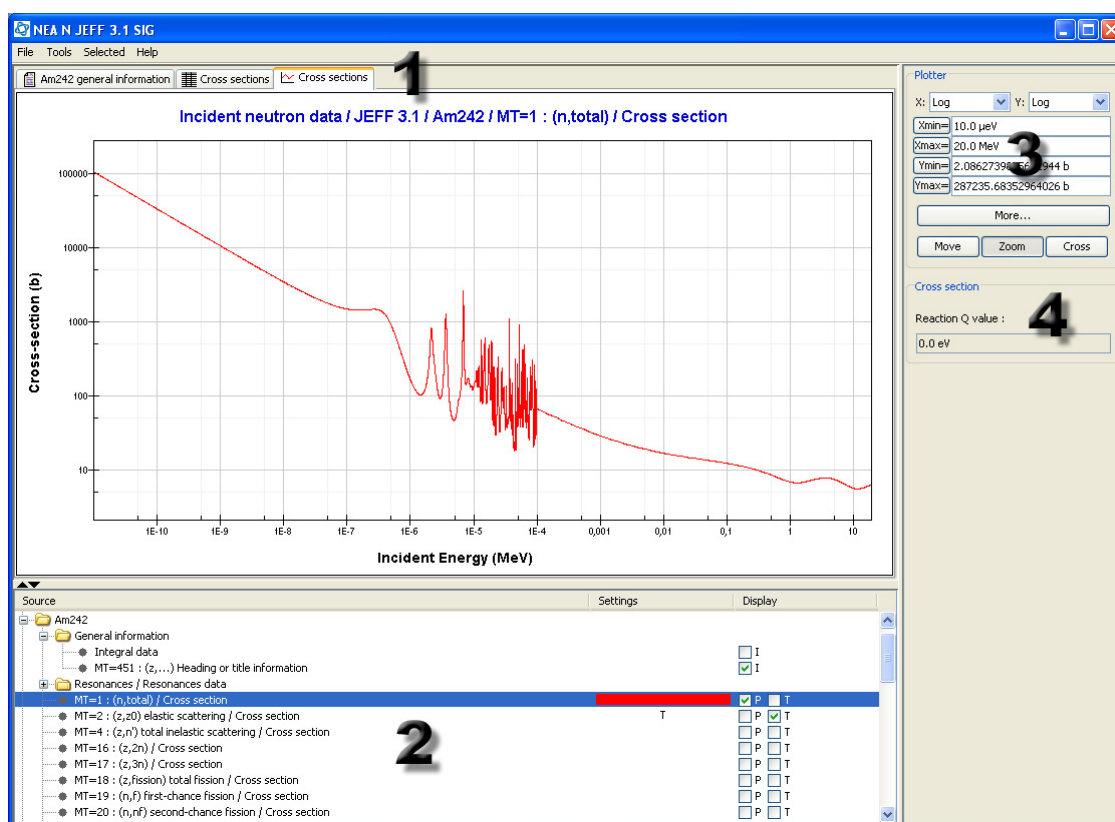 NEA N JEFF 3.1 SIG
File Tools Selected Help
Am242 general information Cross sections Cross sections
1
Incident neutron data / JEFF 3.1 / Am242 / MT=1 : (n,total) / Cross section
Cross-section (b)
100000
10000
1000
100
10
1E-10 1E-9 1E-8 1E-7 1E-6 1E-5 1E-4 0,001 0,01 0,1 1 10
Incident Energy (MeV)
Plotter
X: Log Y: Log
Xmin= 10.0 µeV
Xmax= 20.0 MeV
Ymin= b
Ymax= 287235.68352964026 b
3
More...
Move Zoom Cross
Cross section
Reaction Q value :
4
0.0 eV
Source Settings Display
Am242
General information
Integral data I
MT=451 : (z,...) Heading or title information I
Resonances / Resonances data
MT=1 : (n,total) / Cross section P T
MT=2 : (z,z0) elastic scattering / Cross section T P T
MT=4 : (z,n') total inelastic scattering / Cross section P T
MT=16 : (z,2n) / Cross section P T
MT=17 : (z,3n) / Cross section P T
MT=18 : (z,fission) total fission / Cross section P T
MT=19 : (n,f) first-chance fission / Cross section P T
MT=20 : (n,nf) second-chance fission / Cross section P T
2